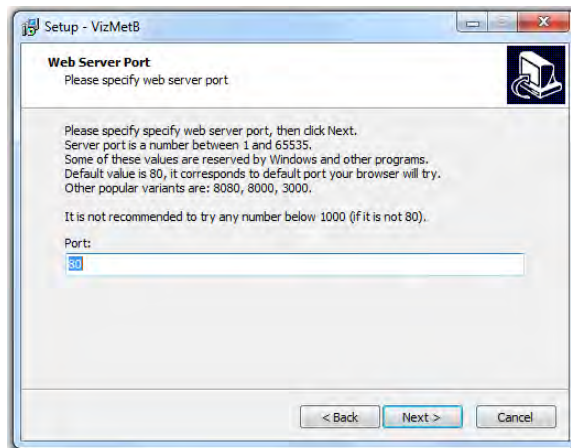 Setup - VizMetB
Web Server Port
Please specify web server port
Please specify specify web server port, then click Next.
Server port is a number between 1 and 65535.
Some of these values are reserved by Windows and other programs.
Default value is 80, it corresponds to default port your browser will try.
Other popular variants are: 8080, 8000, 3000.
It is not recommended to try any number below 1000 (if it is not 80).
Port:
80
< Back Next > Cancel